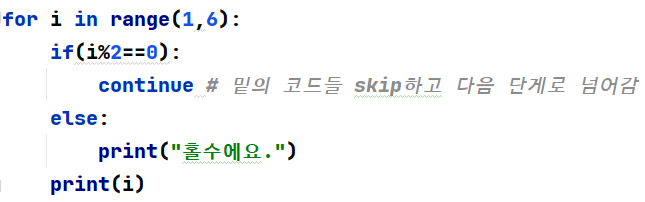 for i in range(1,6):
    if(i%2==0):
        continue # 밑의 코드들 skip하고 다음 단게로 넘어감
    else:
        print("홀수에요.")
    print(i)